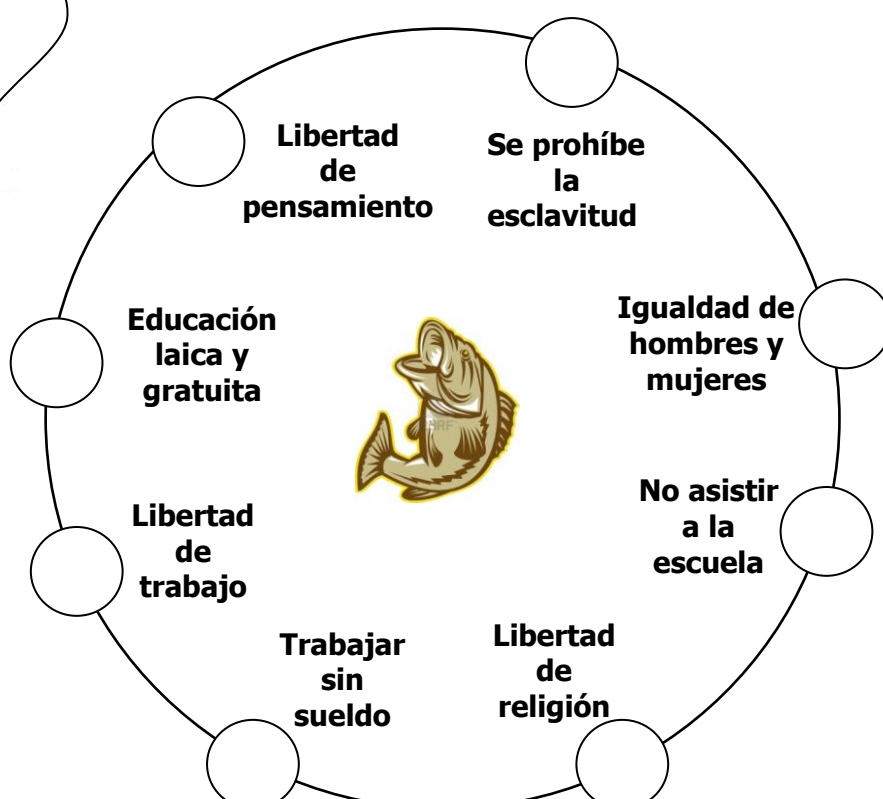 Libertad
de
pensamiento
Se prohíbe
la
esclavitud
Educación
laica y
gratuita
Igualdad de
hombres y
mujeres
Libertad
de
trabajo
No asistir
a la
escuela
Trabajar
sin
sueldo
Libertad
de
religión